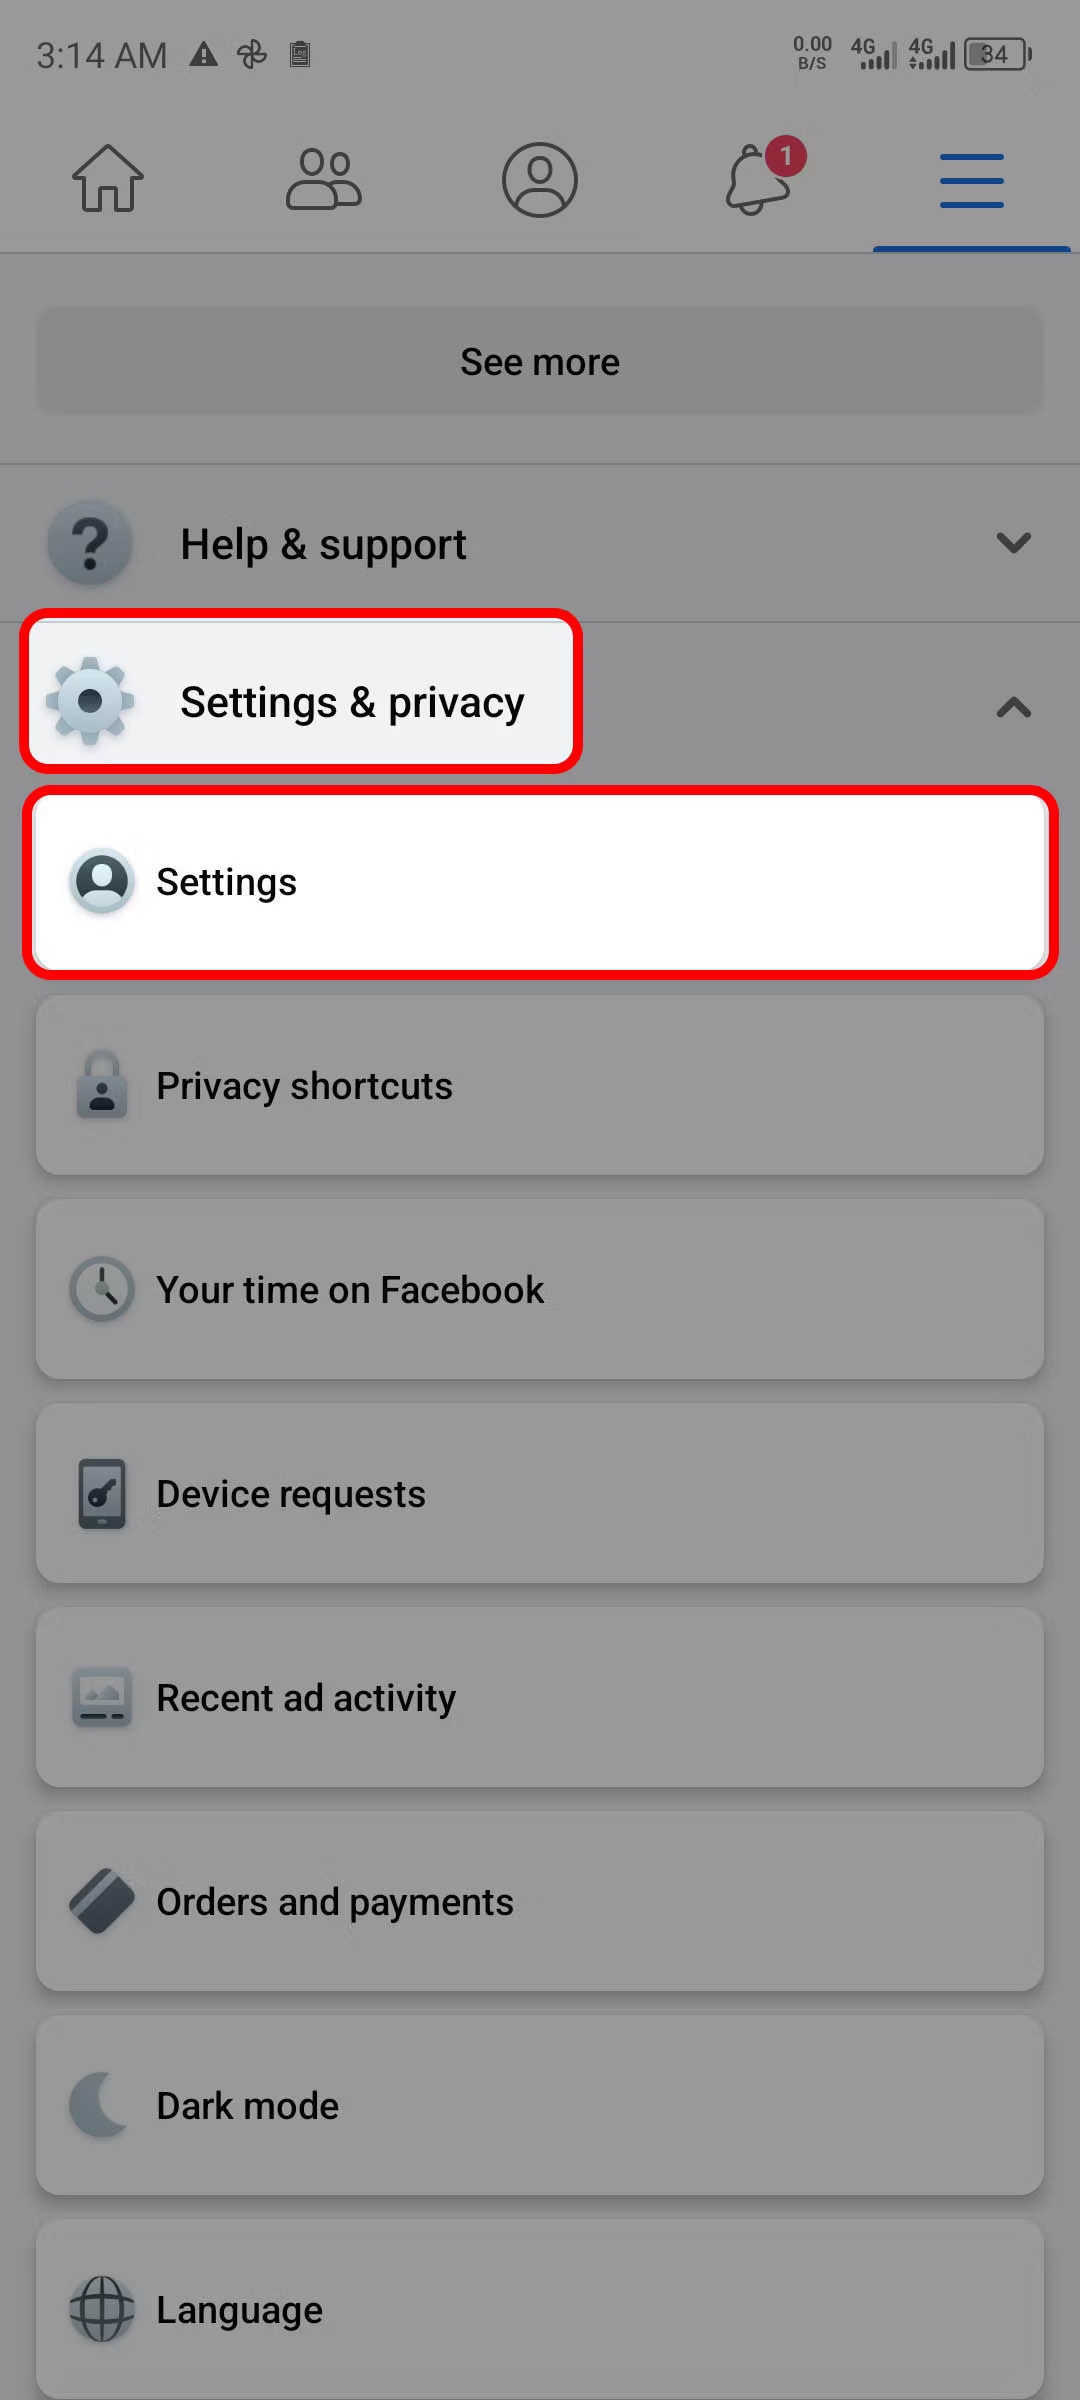 3:14 AM
0.00
B/S
4G
4G
34
1
See more
Help & support
Settings & privacy
Settings
Privacy shortcuts
Your time on Facebook
Device requests
Recent ad activity
Orders and payments
Dark mode
Language